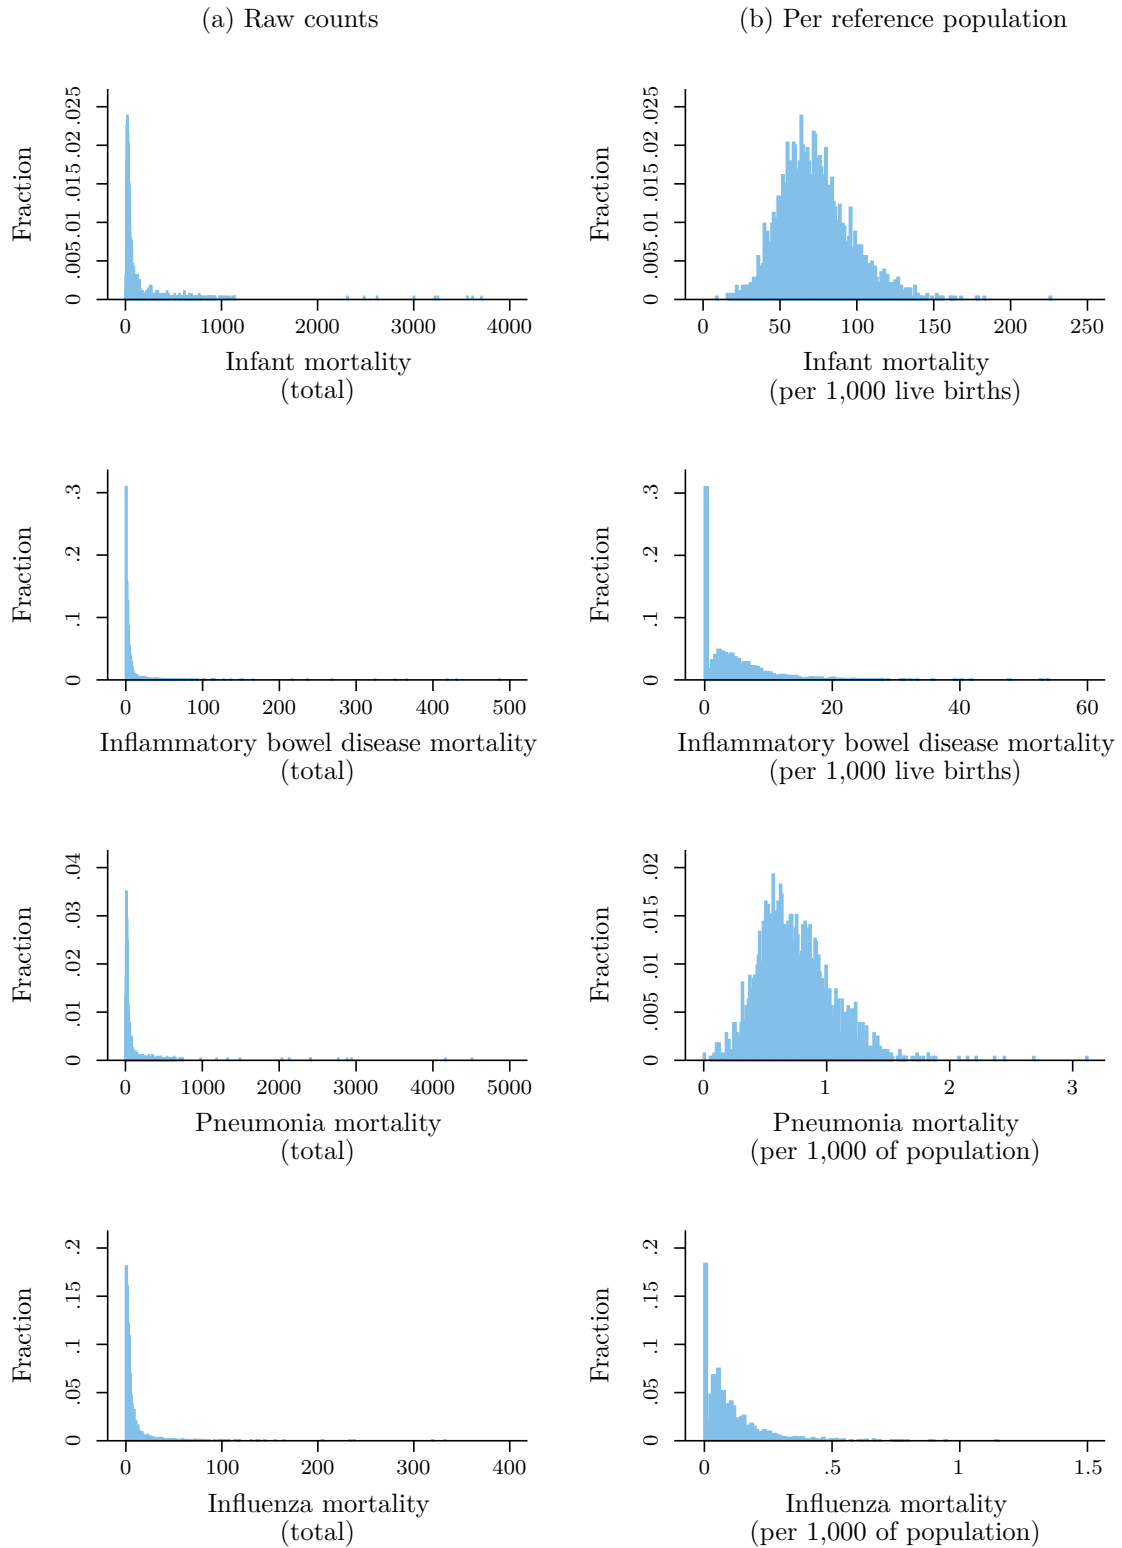 (a) Raw counts
(b) Per reference population
Fraction
0 .005 .01 .015 .02 .025
0 1000 2000 3000 4000
Infant mortality
(total)
Fraction
0 .005 .01 .015 .02 .025
0 50 100 150 200 250
Infant mortality
(per 1,000 live births)
Fraction
0 .1 .2 .3
0 100 200 300 400 500
Inflammatory bowel disease mortality
(total)
Fraction
0 .1 .2 .3
0 20 40 60
Inflammatory bowel disease mortality
(per 1,000 live births)
Fraction
0 .01 .02 .03 .04
0 1000 2000 3000 4000 5000
Pneumonia mortality
(total)
Fraction
0 .005 .01 .015 .02
0 1 2 3
Pneumonia mortality
(per 1,000 of population)
Fraction
0 .05 .1 .15 .2
0 100 200 300 400
Influenza mortality
(total)
Fraction
0 .05 .1 .15 .2
0 .5 1 1.5
Influenza mortality
(per 1,000 of population)